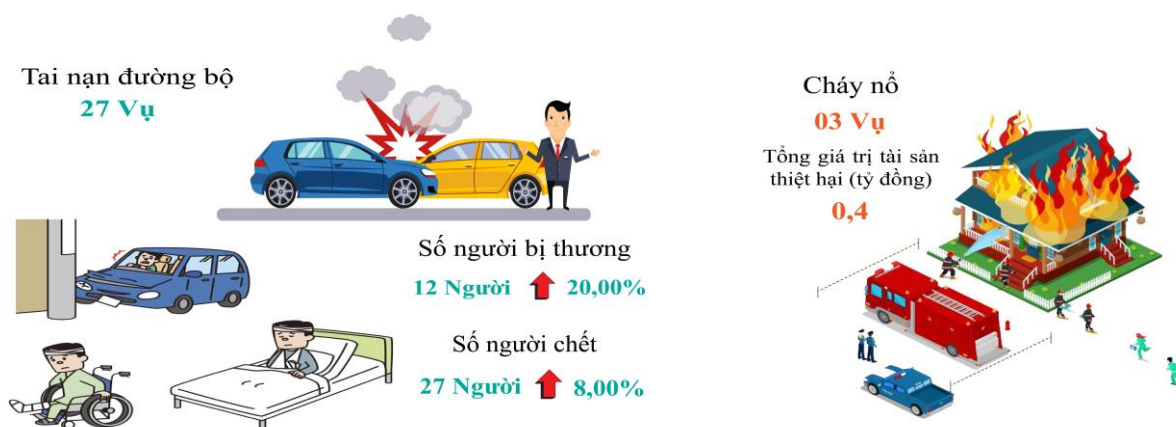 Tai nạn đường bộ
27 Vụ
Số người bị thương
12 Người 20,00%
Số người chết
27 Người 8,00%
Cháy nổ
03 Vụ
Tổng giá trị tài sản
thiệt hại (tỷ đồng)
0,4